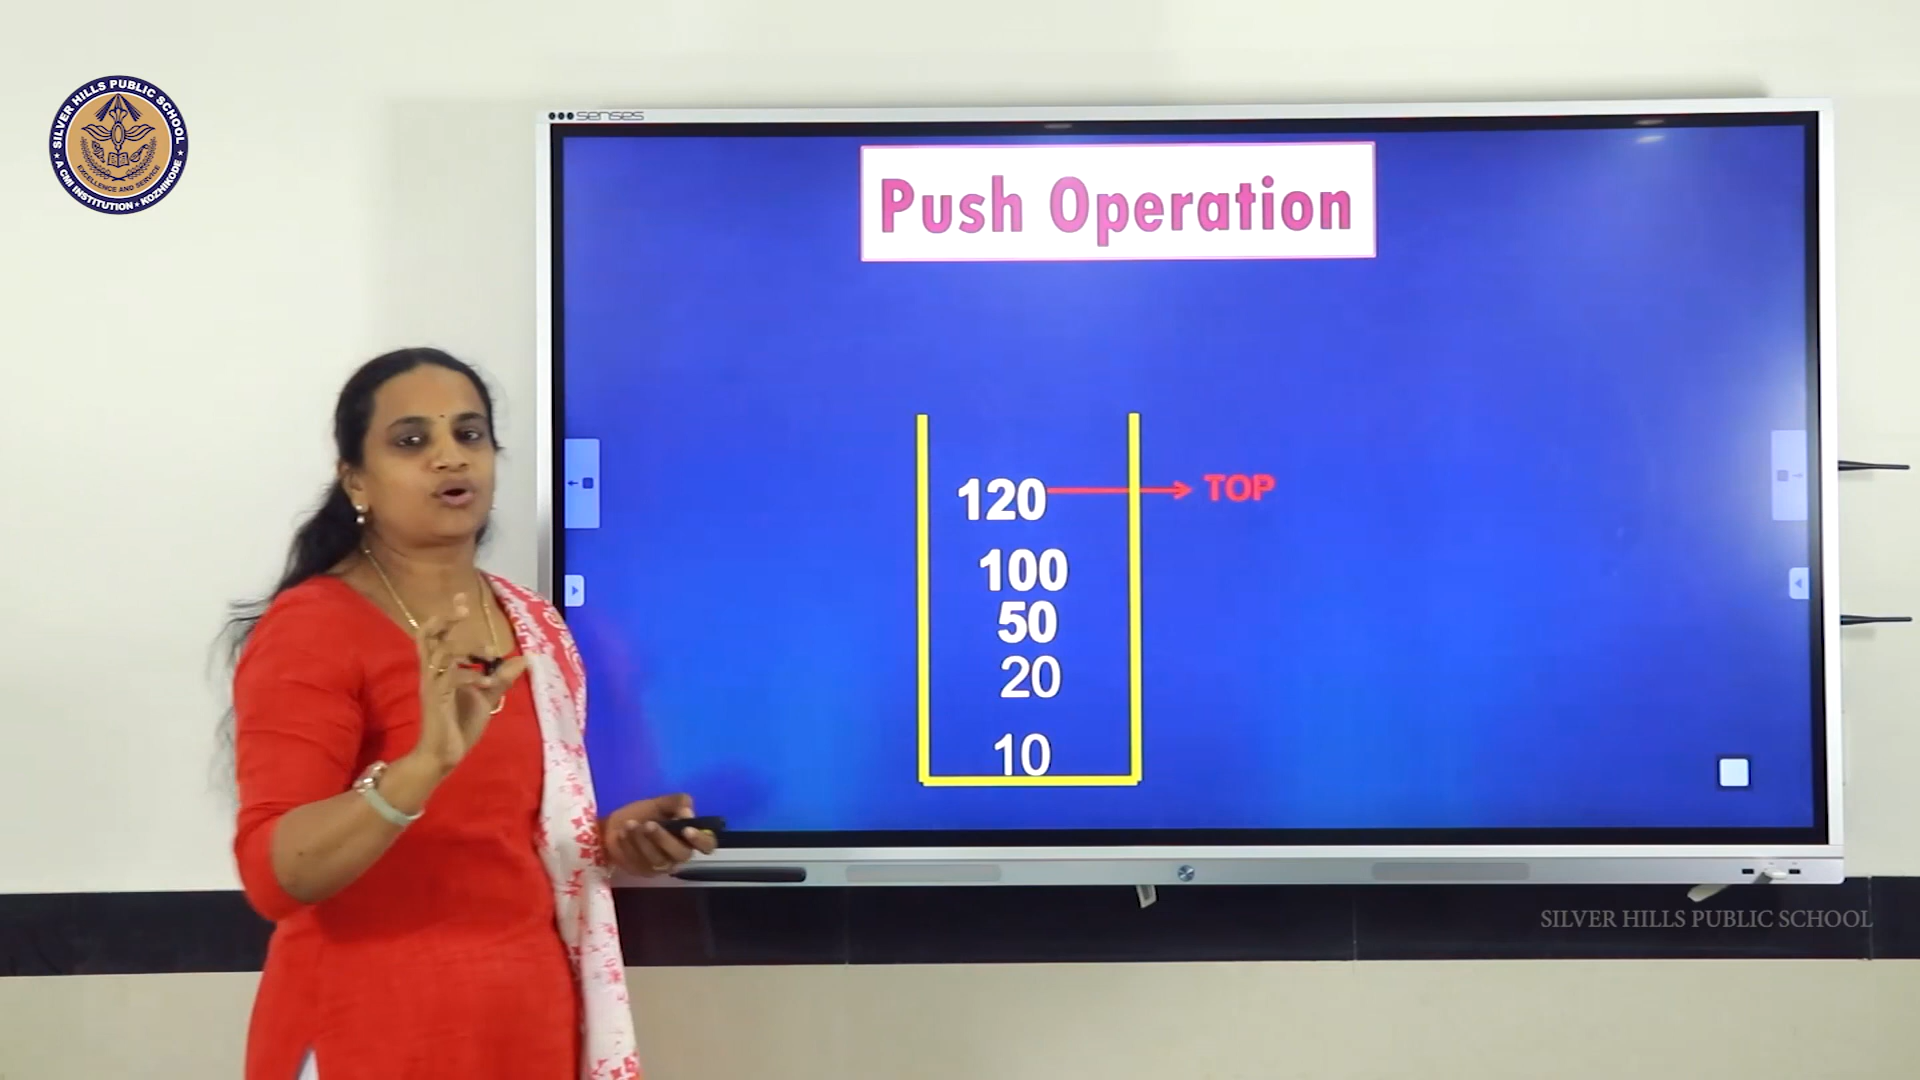 SILVER HILLS PUBLIC SCHOOL
EXCELLENCE AND SERVICE
★ A CMI INSTITUTION ★ KOZHIKODE ★
senses
Push Operation
120 TOP
100
50
20
10
SILVER HILLS PUBLIC SCHOOL